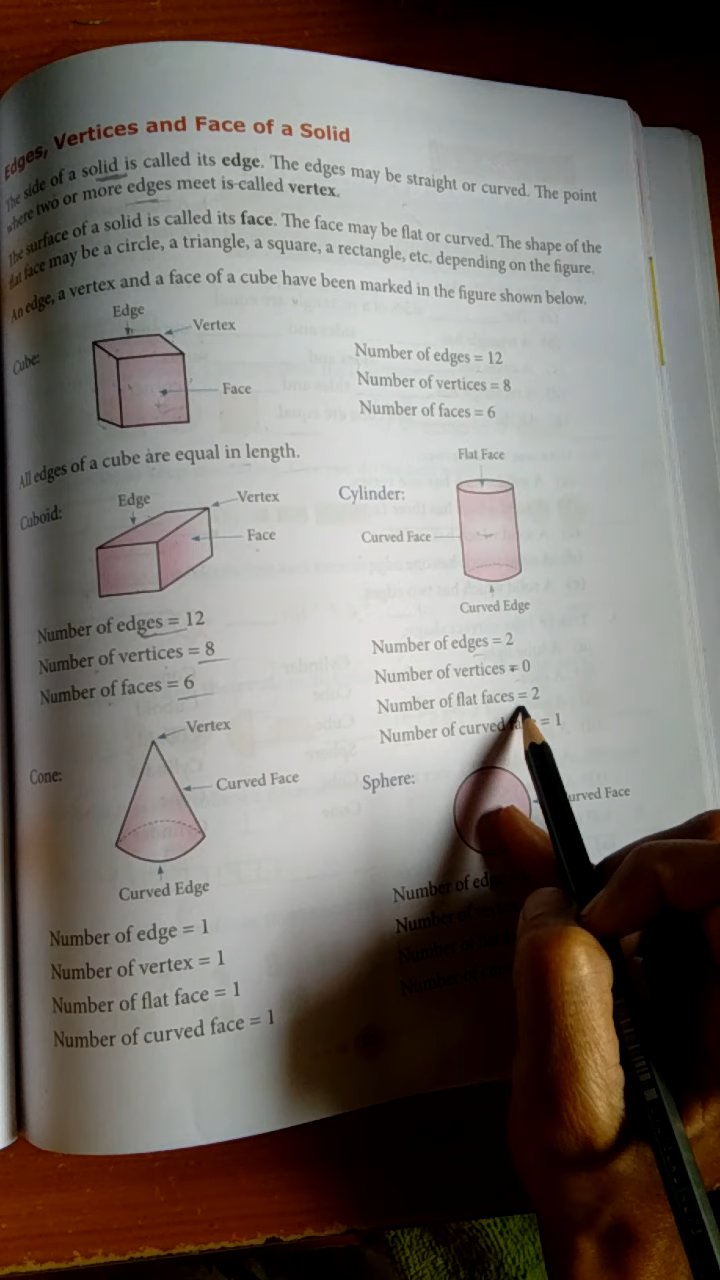 Edges, Vertices and Face of a Solid
The side of a solid is called its edge. The edges may be straight or curved. The point
where two or more edges meet is called vertex.
The surface of a solid is called its face. The face may be flat or curved. The shape of the
flat face may be a circle, a triangle, a square, a rectangle, etc. depending on the figure.
An edge, a vertex and a face of a cube have been marked in the figure shown below.
Cube:
Edge
Vertex
Face
Number of edges = 12
Number of vertices = 8
Number of faces = 6
All edges of a cube are equal in length.
Cuboid:
Edge
Vertex
Face
Number of edges = 12
Number of vertices = 8
Number of faces = 6
Cylinder:
Flat Face
Curved Face
Curved Edge
Number of edges = 2
Number of vertices = 0
Number of flat faces = 2
Number of curved = 1
Cone:
Vertex
Curved Face
Curved Edge
Number of edge = 1
Number of vertex = 1
Number of flat face = 1
Number of curved face = 1
Sphere:
Face
Number of
Number of
Number of
Number of